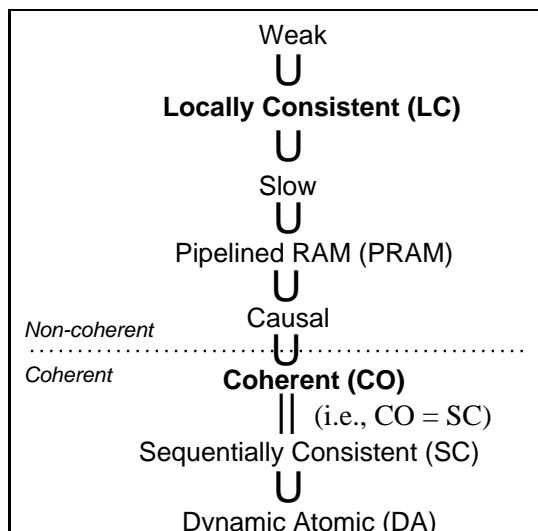 Weak
∪
Locally Consistent (LC)
∪
Slow
∪
Pipelined RAM (PRAM)
∪
Causal
Non-coherent
∪
Coherent
Coherent (CO)
|| (i.e., CO = SC)
Sequentially Consistent (SC)
∪
Dynamic Atomic (DA)